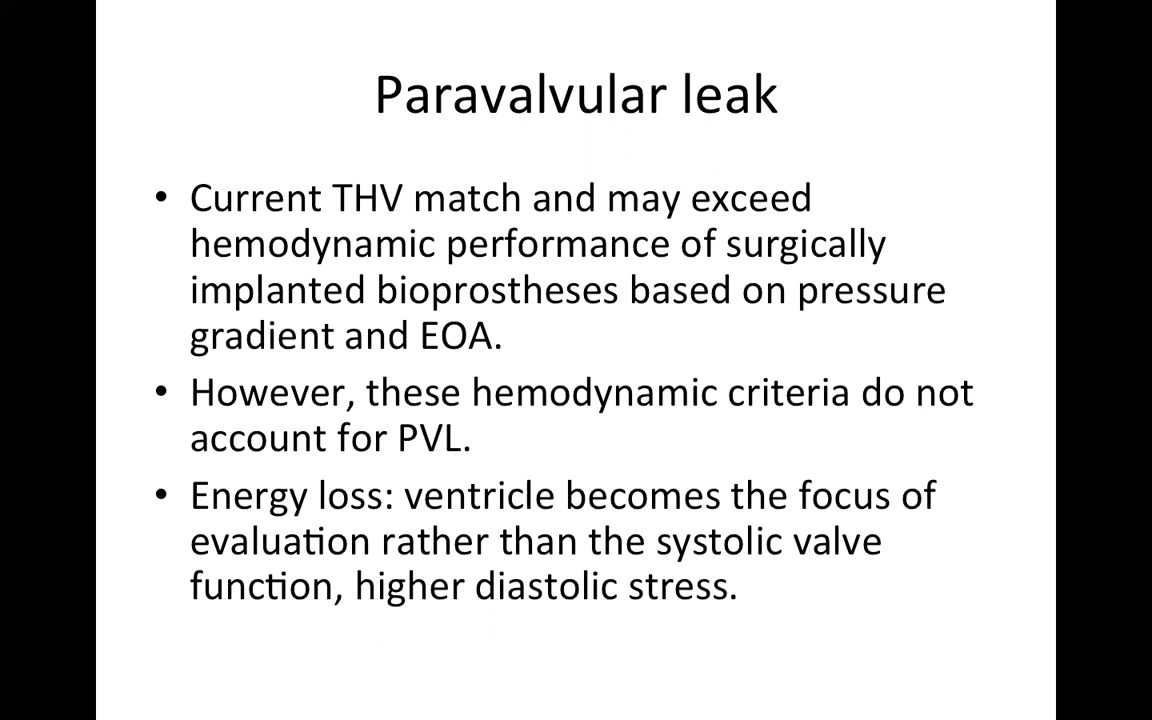 Paravalvular leak
• Current THV match and may exceed
hemodynamic performance of surgically
implanted bioprostheses based on pressure
gradient and EOA.
• However, these hemodynamic criteria do not
account for PVL.
• Energy loss: ventricle becomes the focus of
evaluation rather than the systolic valve
function, higher diastolic stress.